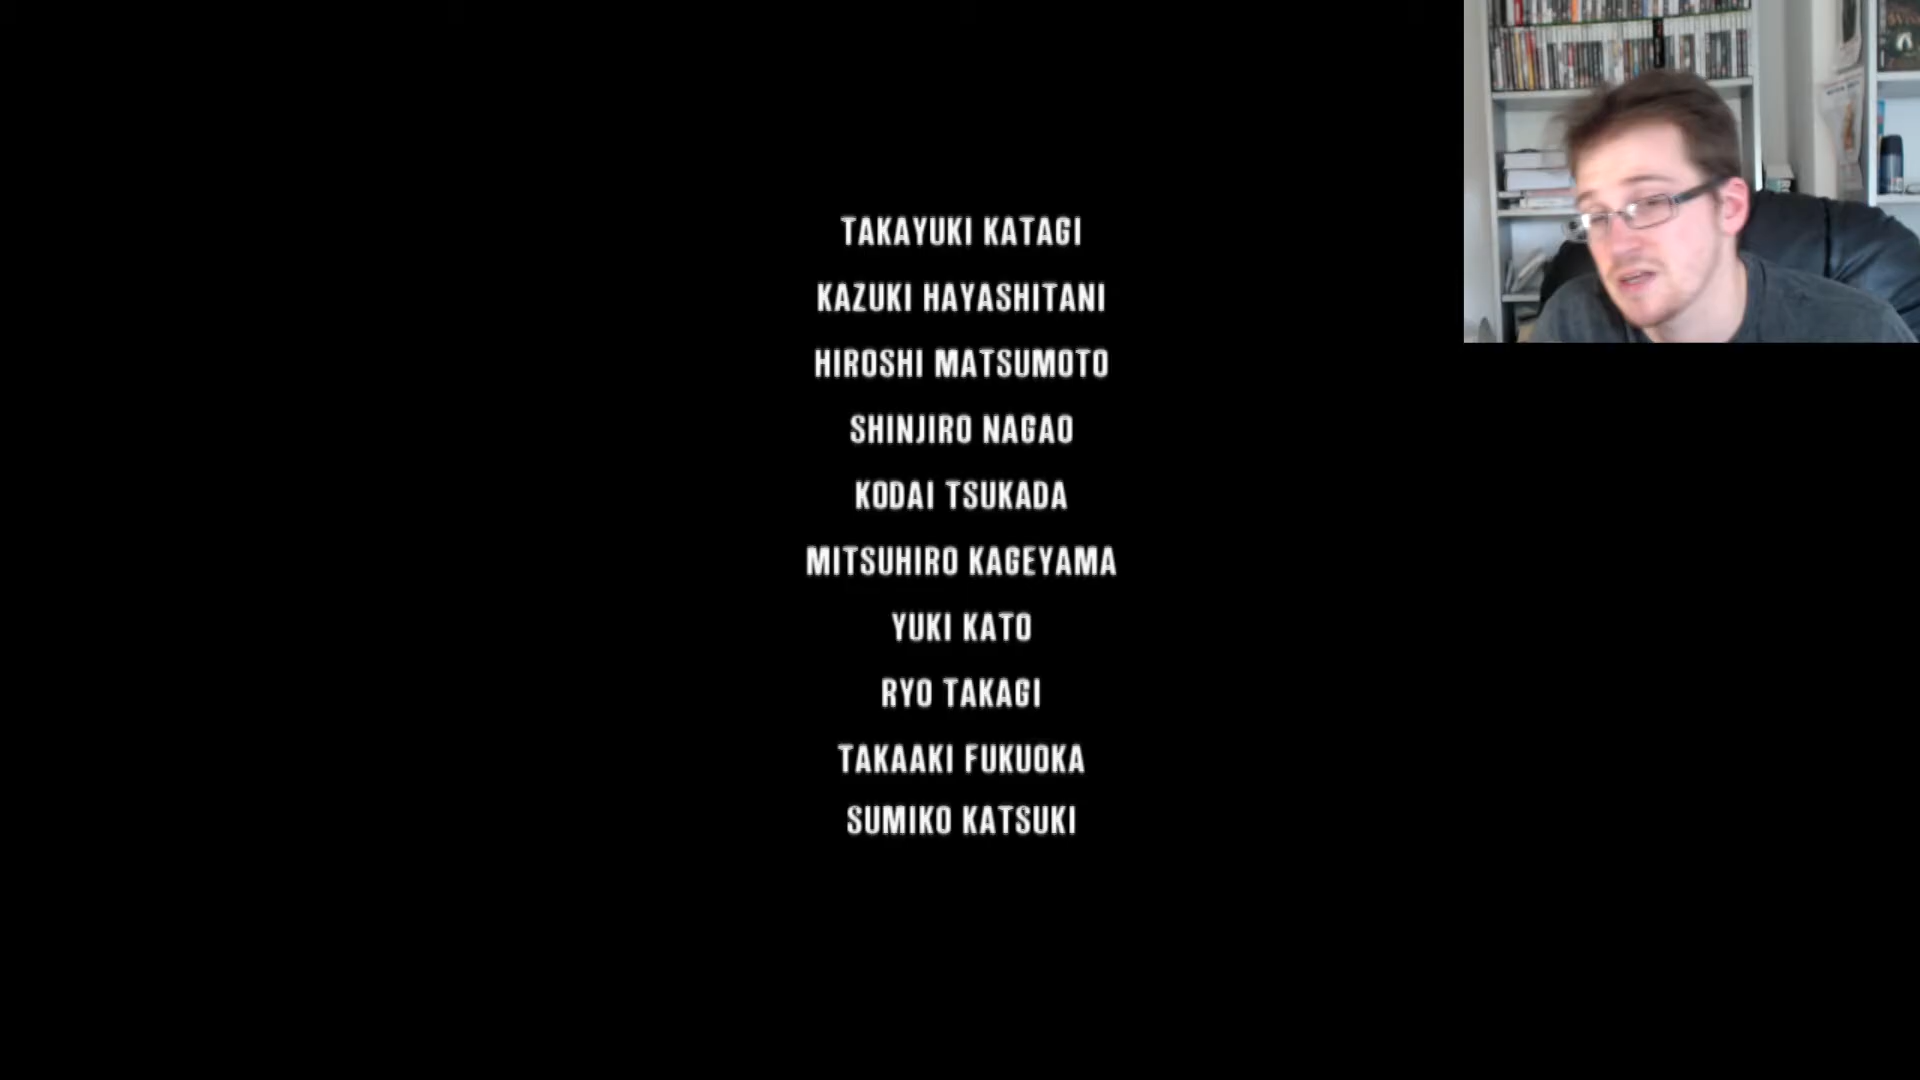 TAKAYUKI KATAGI
KAZUKI HAYASHITANI
HIROSHI MATSUMOTO
SHINJIRO NAGAO
KODAI TSUKADA
MITSUHIRO KAGEYAMA
YUKI KATO
RYO TAKAGI
TAKAAKI FUKUOKA
SUMIKO KATSUKI